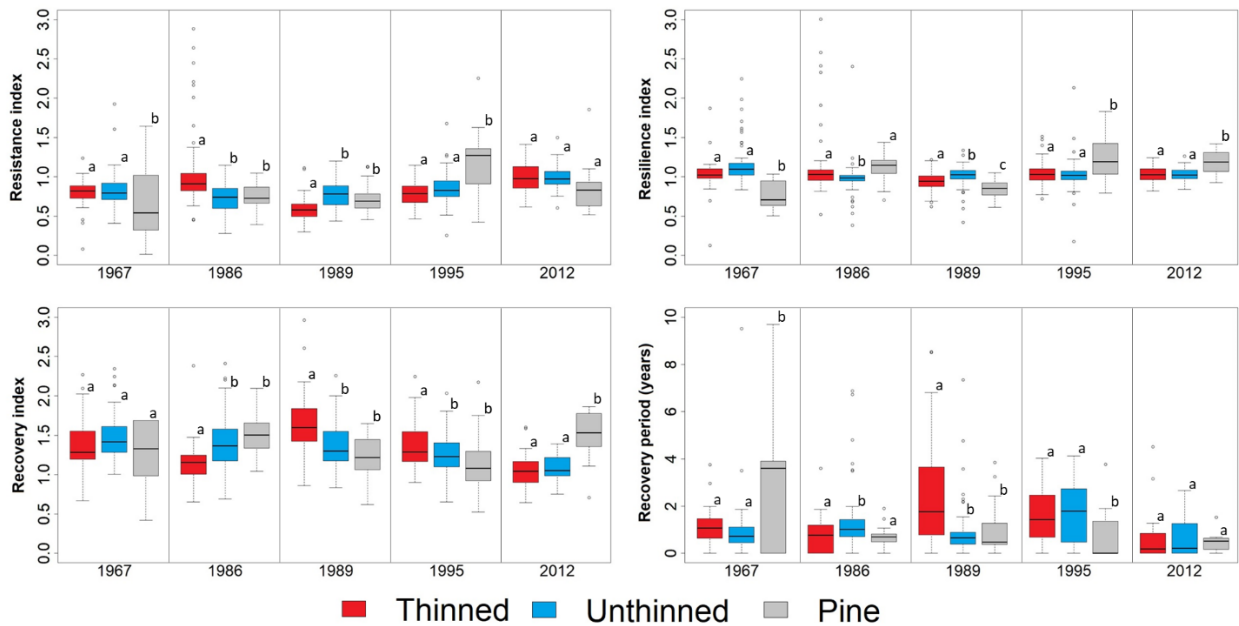 Resistance index
3.0
2.5
2.0
1.5
1.0
0.5
0.0
a a b
a b b
a b b
a a b
a a a
1967 1986 1989 1995 2012
Resilience index
3.0
2.5
2.0
1.5
1.0
0.5
0.0
a a b
a b a
a b c
a a b
a a b
1967 1986 1989 1995 2012
Recovery index
3.0
2.5
2.0
1.5
1.0
0.5
0.0
a a a
a b b
a b b
a b b
a a b
1967 1986 1989 1995 2012
Recovery period (years)
10
8
6
4
2
0
a a b
a b a
a b b
a a b
a a a
1967 1986 1989 1995 2012
Thinned Unthinned Pine